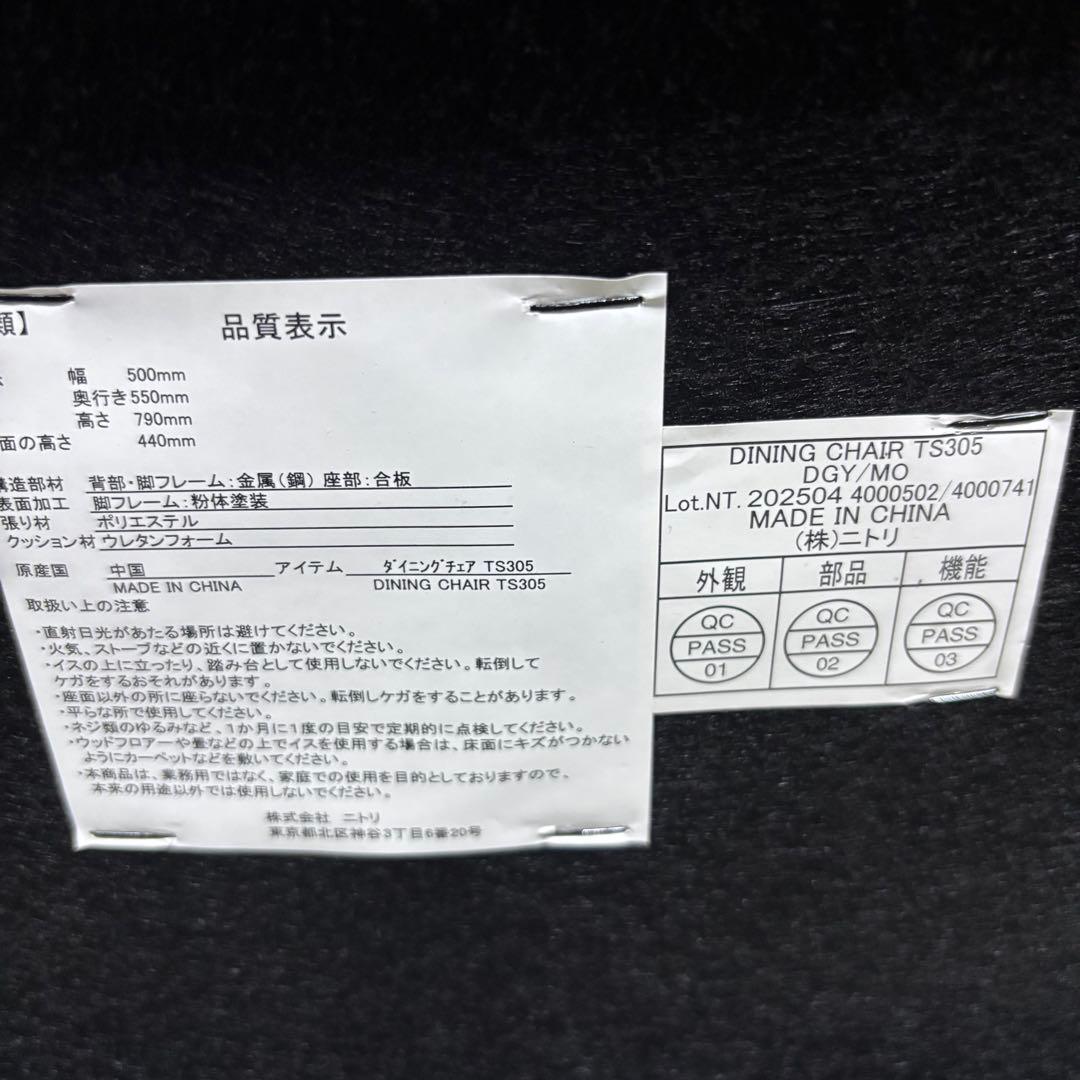 類】
品質表示
幅 500mm
奥行き550mm
高さ 790mm
面の高さ 440mm
構造部材 背部・脚フレーム:金属(鋼) 座部:合板
表面加工 脚フレーム:粉体塗装
張り材 ポリエステル
クッション材 ウレタンフォーム
原産国 中国 アイテム ダイニングチェア TS305
MADE IN CHINA DINING CHAIR TS305
取扱い上の注意
・直射日光があたる場所は避けてください。
・火気、ストーブなどの近くに置かないでください。
・イスの上に立ったり、踏み台として使用しないでください。転倒して
ケガをするおそれがあります。
・座面以外の所に座らないでください。転倒しケガをすることがあります。
・平らな所で使用してください。
・ネジ類のゆるみなど、1か月に1度の目安で定期的に点検してください。
・ウッドフロアーや畳などの上でイスを使用する場合は、床面にキズがつかない
ようにカーペットなどを敷いてください。
・本商品は、業務用ではなく、家庭での使用を目的としておりますので、
本来の用途以外では使用しないでください。
株式会社 ニトリ
東京都北区神谷3丁目6番20号
DINING CHAIR TS305
DGY/MO
Lot.NT. 202504 4000502/4000741
MADE IN CHINA
(株)ニトリ
外観 部品 機能
QC QC QC
PASS PASS PASS
01 02 03